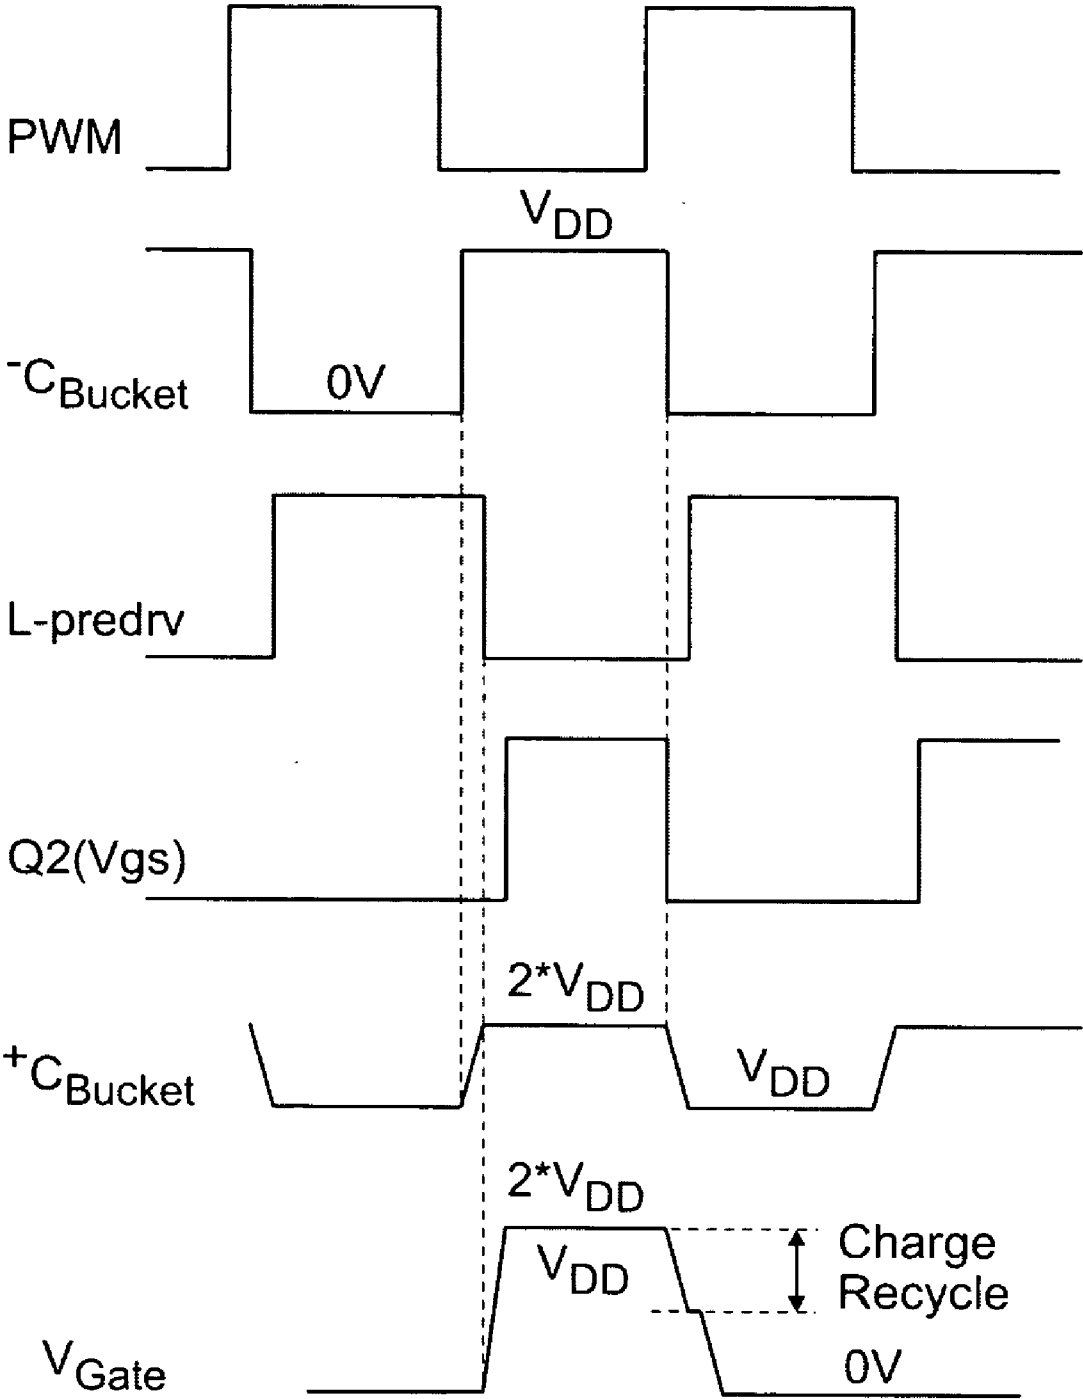 PWM
VDD
-CBucket
0V
L-predrv
Q2(Vgs)
2*VDD
+CBucket
VDD
2*VDD
VDD
Charge
Recycle
VGate
0V